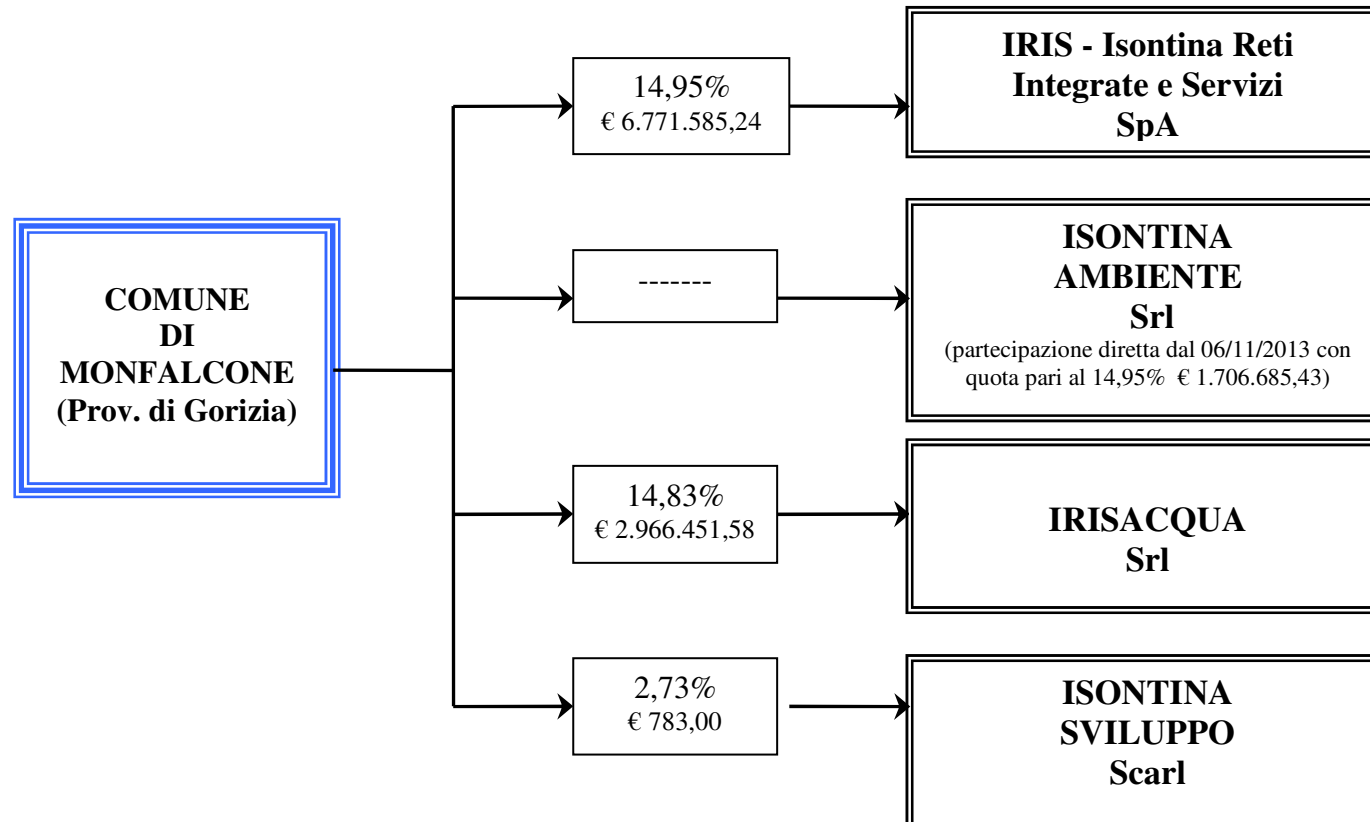 COMUNE
DI
MONFALCONE
(Prov. di Gorizia)
14,95%
€ 6.771.585,24
IRIS - Isontina Reti
Integrate e Servizi
SpA
-------
ISONTINA
AMBIENTE
Srl
(partecipazione diretta dal 06/11/2013 con
quota pari al 14,95% € 1.706.685,43)
14,83%
€ 2.966.451,58
IRISACQUA
Srl
2,73%
€ 783,00
ISONTINA
SVILUPPO
Scarl